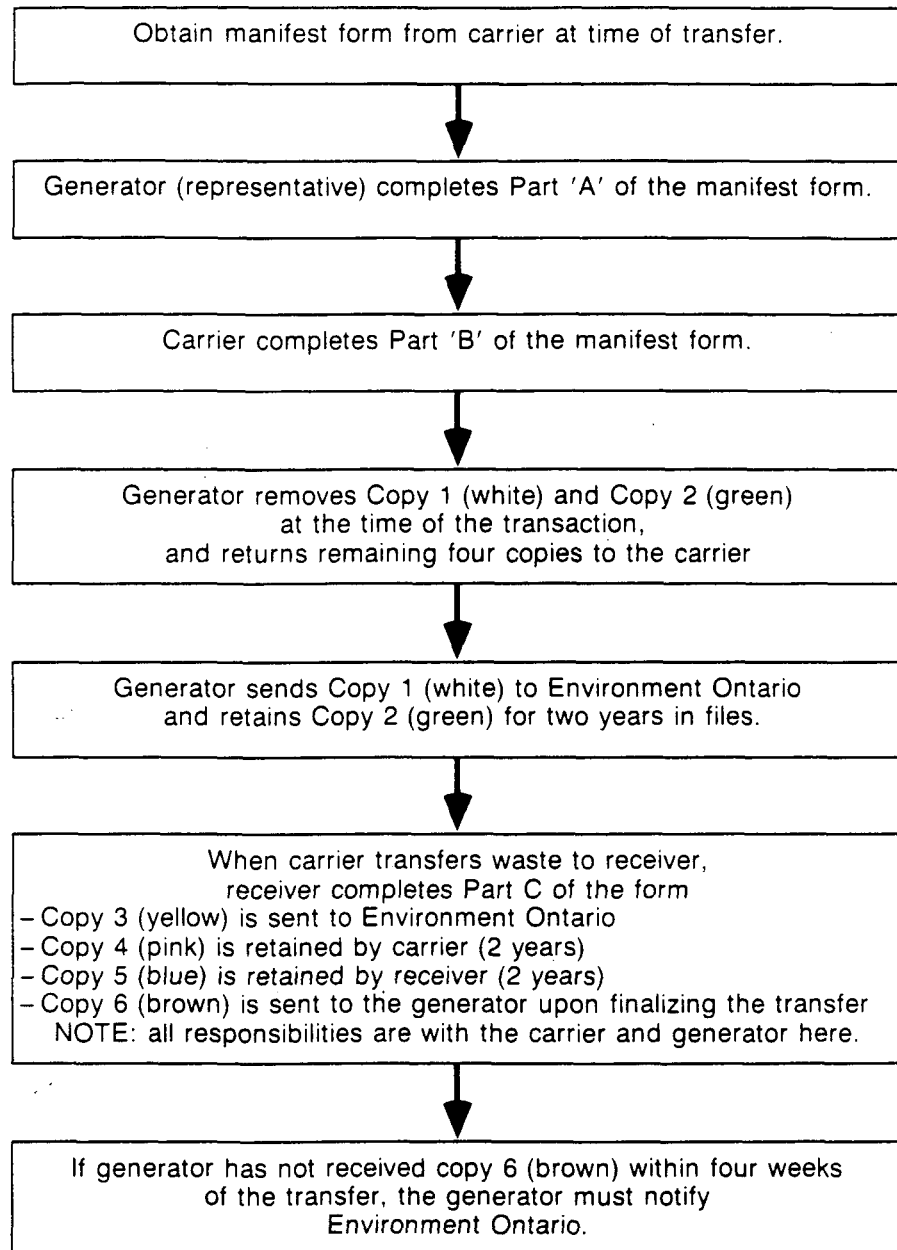 Obtain manifest form from carrier at time of transfer.
Generator (representative) completes Part 'A' of the manifest form.
Carrier completes Part 'B' of the manifest form.
Generator removes Copy 1 (white) and Copy 2 (green)
at the time of the transaction,
and returns remaining four copies to the carrier
Generator sends Copy 1 (white) to Environment Ontario
and retains Copy 2 (green) for two years in files.
When carrier transfers waste to receiver,
receiver completes Part C of the form
– Copy 3 (yellow) is sent to Environment Ontario
– Copy 4 (pink) is retained by carrier (2 years)
– Copy 5 (blue) is retained by receiver (2 years)
– Copy 6 (brown) is sent to the generator upon finalizing the transfer
NOTE: all responsibilities are with the carrier and generator here.
If generator has not received copy 6 (brown) within four weeks
of the transfer, the generator must notify
Environment Ontario.